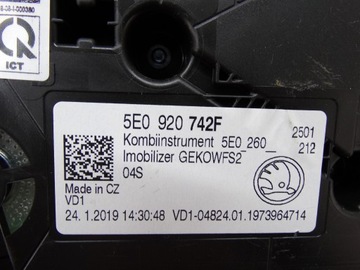 ICT
5E0 920 742F
Kombiinstrument 5E0 260__ 2501
Imobilizer GEKOWFS2 212
04S
Made in CZ
VD1
24. 1.2019 14:30:48 VD1-04824.01.1973964714